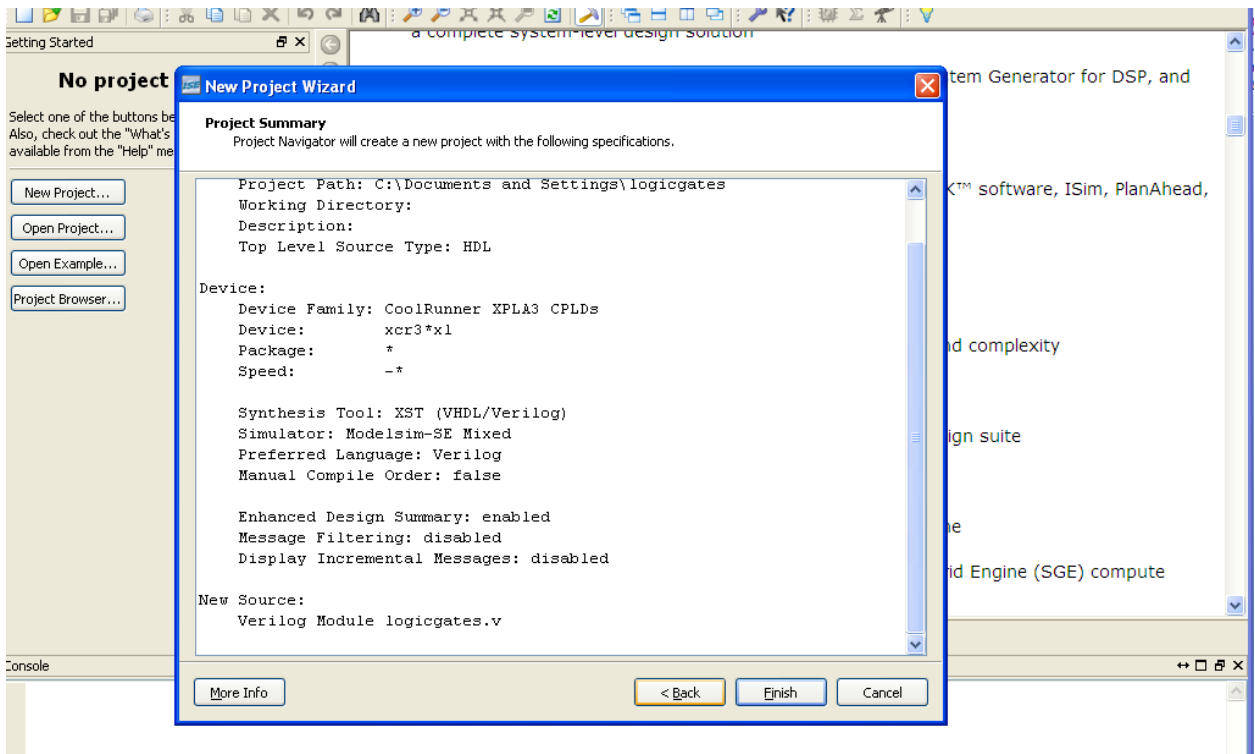 a complete system-level design solution
Getting Started
No project
tem Generator for DSP, and
Select one of the buttons be
Also, check out the "What's
available from the "Help" me
New Project...
Open Project...
Open Example...
Project Browser...
New Project Wizard
Project Summary
Project Navigator will create a new project with the following specifications.
Project Path: C:\Documents and Settings\logicgates
Working Directory:
Description:
Top Level Source Type: HDL
Device:
Device Family: CoolRunner XPLA3 CPLDs
Device: xcr3*xl
Package: *
Speed: -*
Synthesis Tool: XST (VHDL/Verilog)
Simulator: Modelsim-SE Mixed
Preferred Language: Verilog
Manual Compile Order: false
Enhanced Design Summary: enabled
Message Filtering: disabled
Display Incremental Messages: disabled
New Source:
Verilog Module logicgates.v
More Info
< Back
Finish
Cancel
™ software, ISim, PlanAhead,
nd complexity
ign suite
ne
rid Engine (SGE) compute
Console